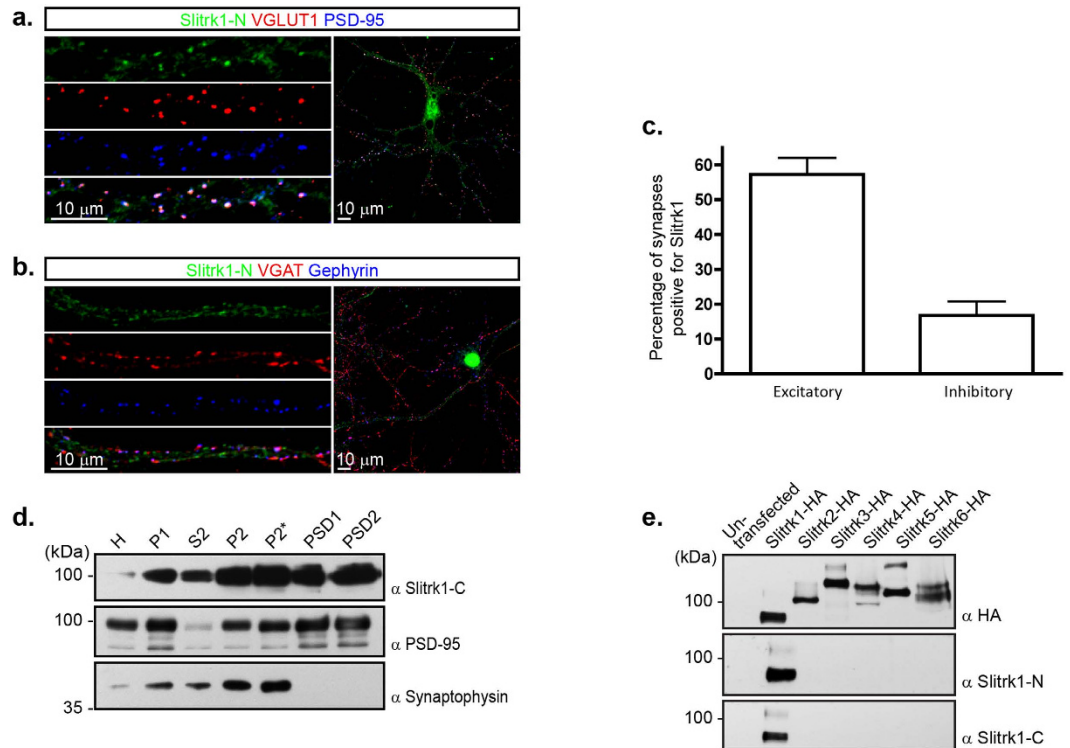 a.
Slitrk1-N VGLUT1 PSD-95
10 μm
10 μm
b.
Slitrk1-N VGAT Gephyrin
10 μm
10 μm
c.
Percentage of synapses
positive for Slitrk1
60
50
40
30
20
10
0
Excitatory
Inhibitory
d.
H P1 S2 P2 P2* PSD1 PSD2
(kDa)
100
α Slitrk1-C
100
α PSD-95
α Synaptophysin
35
e.
Un-
transfected
Slitrk1-HA
Slitrk2-HA
Slitrk3-HA
Slitrk4-HA
Slitrk5-HA
Slitrk6-HA
(kDa)
100
α HA
100
α Slitrk1-N
100
α Slitrk1-C